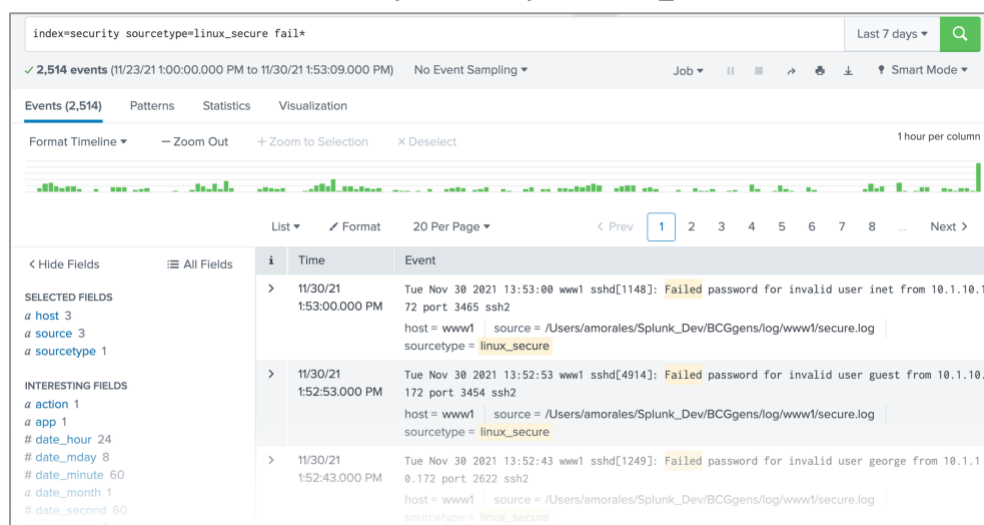 index=security sourcetype=linux_secure fail*
Last 7 days
✓ 2,514 events (11/23/21 1:00:00.000 PM to 11/30/21 1:53:09.000 PM)
No Event Sampling
Job
Smart Mode
Events (2,514)
Patterns
Statistics
Visualization
Format Timeline
— Zoom Out
+ Zoom to Selection
× Deselect
1 hour per column
List
Format
20 Per Page
< Prev
1
2
3
4
5
6
7
8
...
Next >
< Hide Fields
All Fields
SELECTED FIELDS
a host 3
a source 3
a sourcetype 1
INTERESTING FIELDS
a action 1
a app 1
# date_hour 24
# date_mday 8
# date_minute 60
a date_month 1
# date_second 60
i
Time
Event
> 11/30/21
1:53:00.000 PM
Tue Nov 30 2021 13:53:00 www1 sshd[1148]: Failed password for invalid user inet from 10.1.10.1
72 port 3465 ssh2
host = www1
source = /Users/amorales/Splunk_Dev/BCGgens/log/www1/secure.log
sourcetype = linux_secure
> 11/30/21
1:52:53.000 PM
Tue Nov 30 2021 13:52:53 www1 sshd[4914]: Failed password for invalid user guest from 10.1.10.
172 port 3454 ssh2
host = www1
source = /Users/amorales/Splunk_Dev/BCGgens/log/www1/secure.log
sourcetype = linux_secure
> 11/30/21
1:52:43.000 PM
Tue Nov 30 2021 13:52:43 www1 sshd[1249]: Failed password for invalid user george from 10.1.1
0.172 port 2622 ssh2
host = www1
source = /Users/amorales/Splunk_Dev/BCGgens/log/www1/secure.log
sourcetype = linux_secure